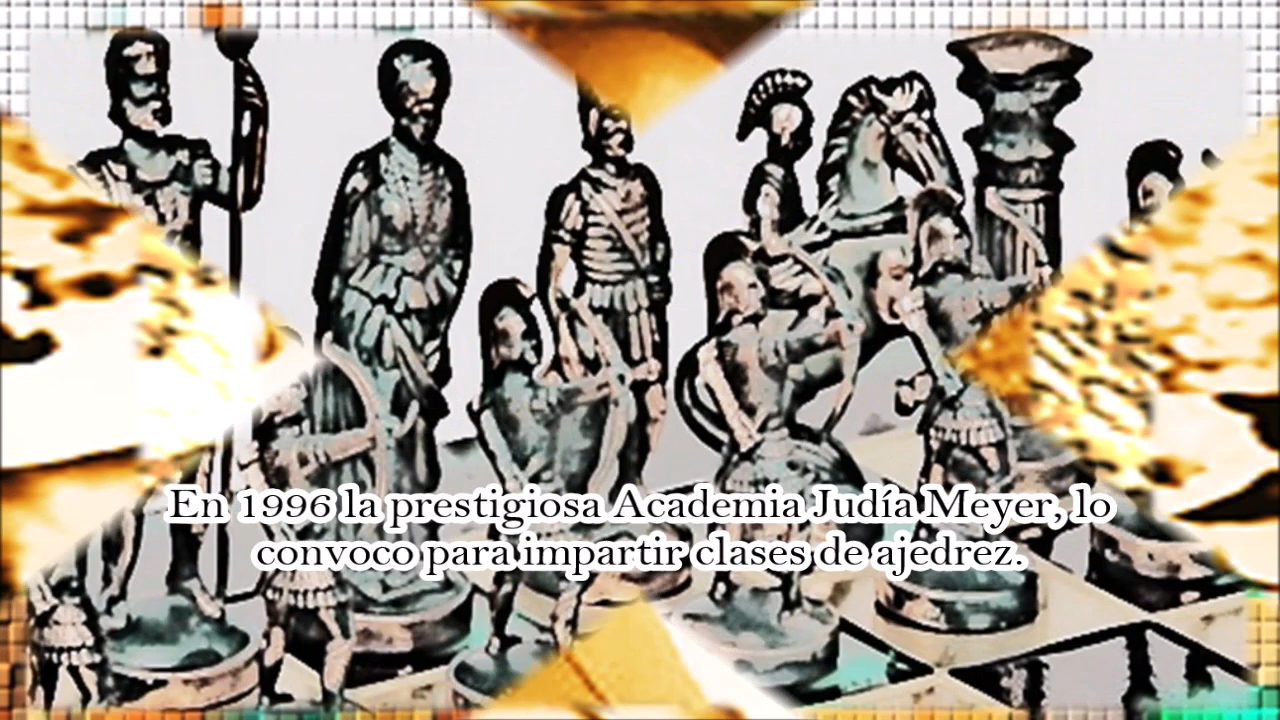 En 1996 la prestigiosa Academia Judía Meyer, lo
convoco para impartir clases de ajedrez.